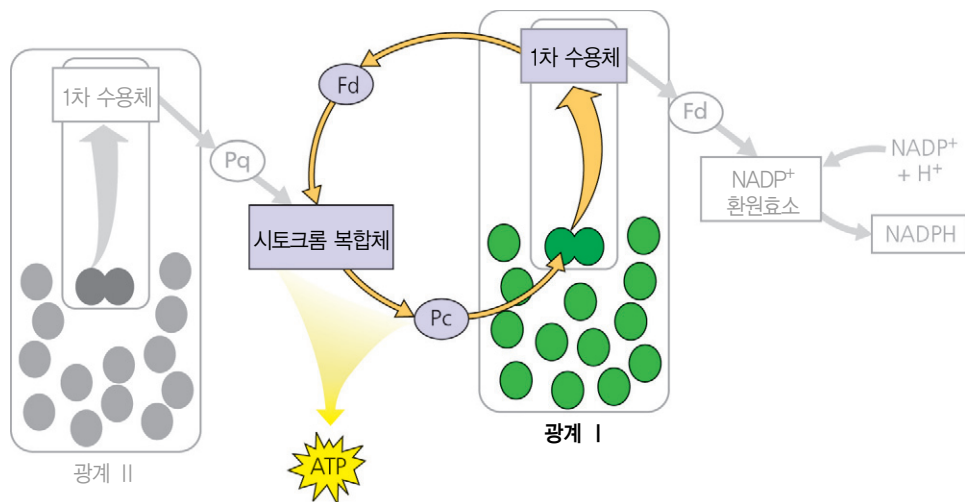 1차 수용체
Fd
1차 수용체
Fd
Pq
NADP+
+ H+
NADP+
환원효소
시토크롬 복합체
NADPH
Pc
광계 I
ATP
광계 II